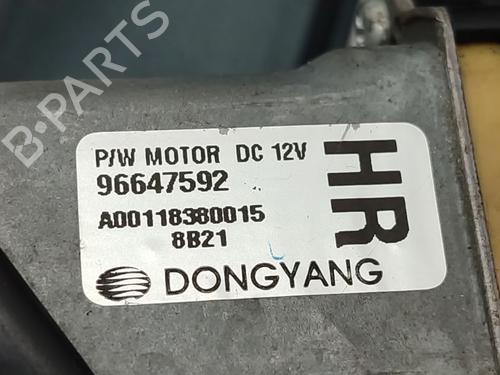 P/W MOTOR DC 12V
96647592
A00118380015
8B21
DONGYANG
HR
B-PARTS